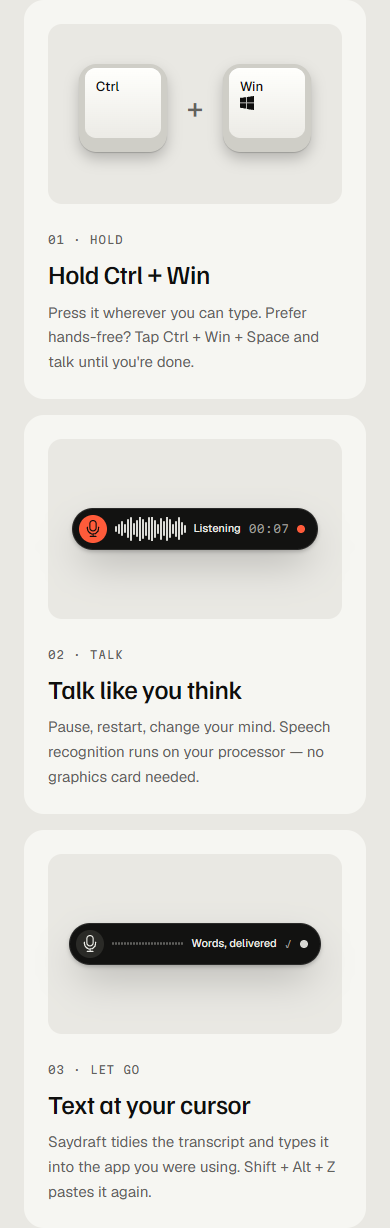 Ctrl
+
Win
01 · HOLD
Hold Ctrl + Win
Press it wherever you can type. Prefer
hands-free? Tap Ctrl + Win + Space and
talk until you're done.
Listening 00:07
02 · TALK
Talk like you think
Pause, restart, change your mind. Speech
recognition runs on your processor — no
graphics card needed.
Words, delivered ✓
03 · LET GO
Text at your cursor
Saydraft tidies the transcript and types it
into the app you were using. Shift + Alt + Z
pastes it again.